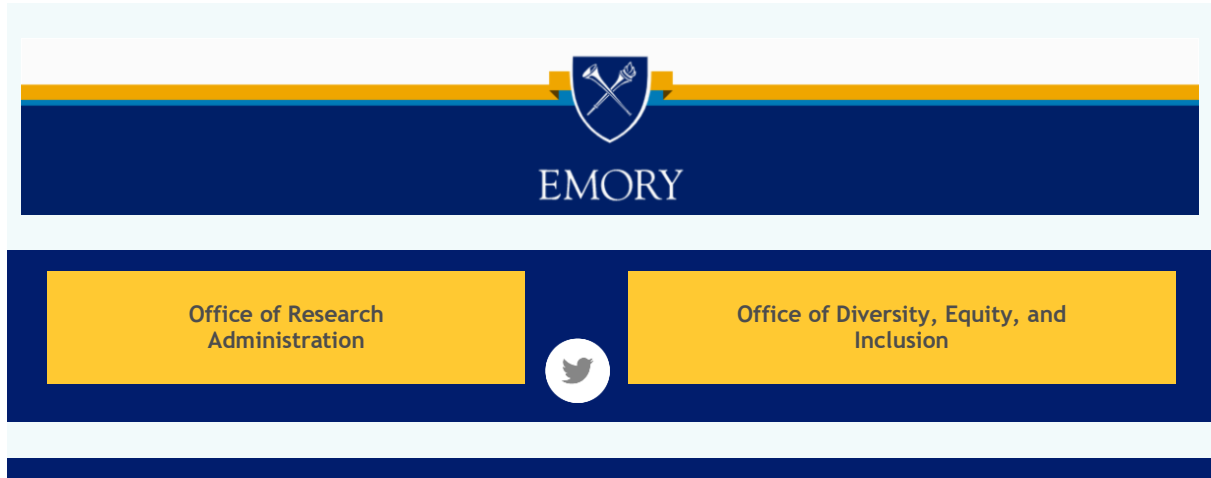 EMORY
Office of Research
Administration
Office of Diversity, Equity, and
Inclusion